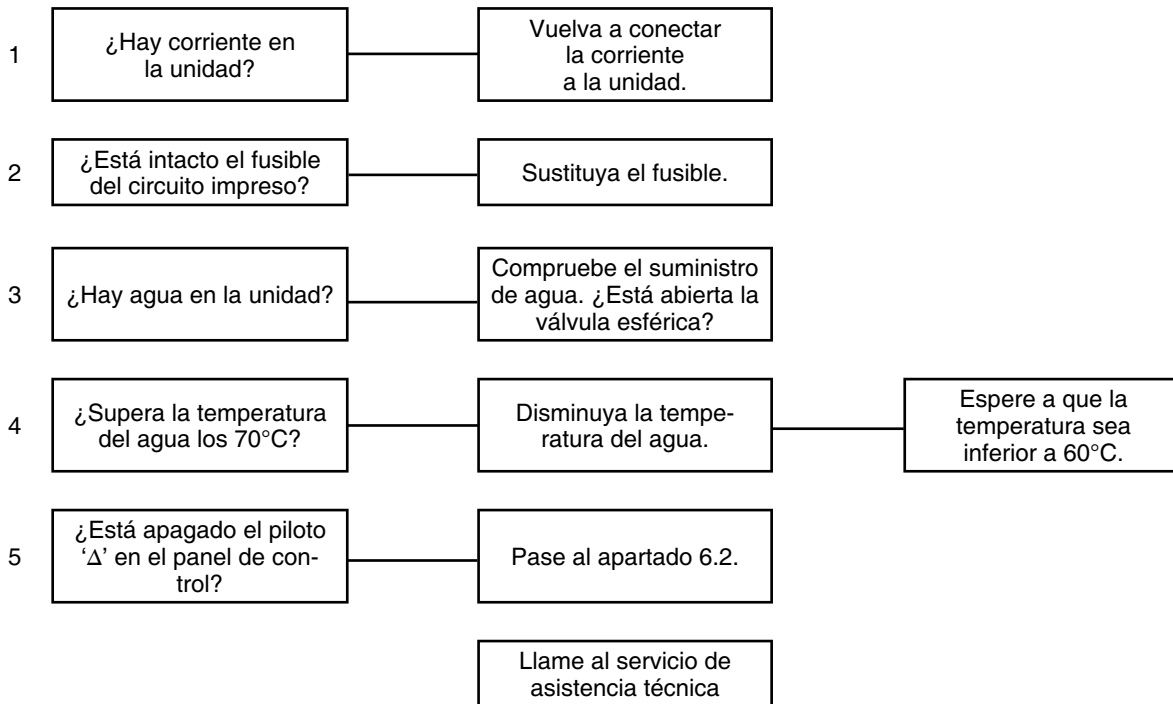 1
¿Hay corriente en
la unidad?
Vuelva a conectar
la corriente
a la unidad.
2
¿Está intacto el fusible
del circuito impreso?
Sustituya el fusible.
3
¿Hay agua en la unidad?
Compruebe el suministro
de agua. ¿Está abierta la
válvula esférica?
4
¿Supera la temperatura
del agua los 70°C?
Disminuya la tempe-
ratura del agua.
Espere a que la
temperatura sea
inferior a 60°C.
5
¿Está apagado el piloto
‘Δ’ en el panel de con-
trol?
Pase al apartado 6.2.
Llame al servicio de
asistencia técnica